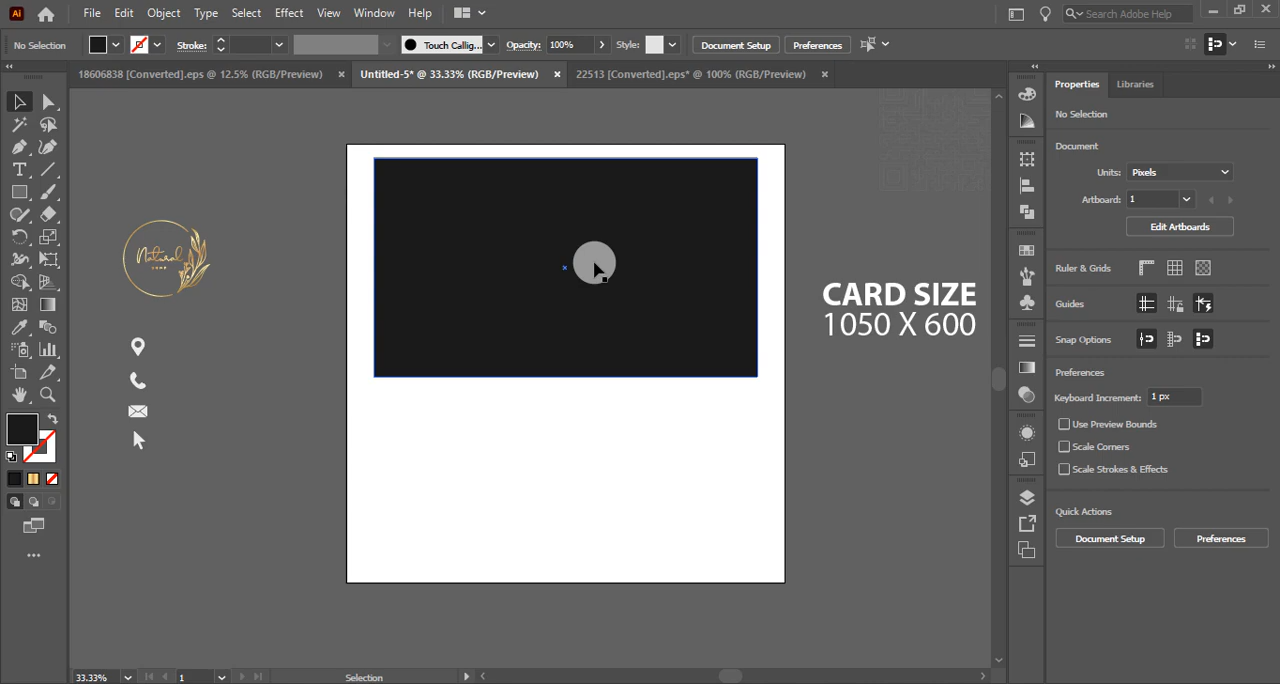 Ai File Edit Object Type Select Effect View Window Help Search Adobe Help
No Selection Stroke: Touch Callig... Opacity: 100% Style: Document Setup Preferences
18606838 [Converted].eps @ 12.5% (RGB/Preview) Untitled-5* @ 33.33% (RGB/Preview) 22513 [Converted].eps* @ 100% (RGB/Preview)
Properties Libraries
No Selection
Document
Units: Pixels
Artboard: 1
Edit Artboards
Ruler & Grids
Guides
Snap Options
Preferences
Keyboard Increment: 1 px
Use Preview Bounds
Scale Corners
Scale Strokes & Effects
Quick Actions
Document Setup Preferences
Natural
CARD SIZE
1050 X 600
33.33% 1 Selection